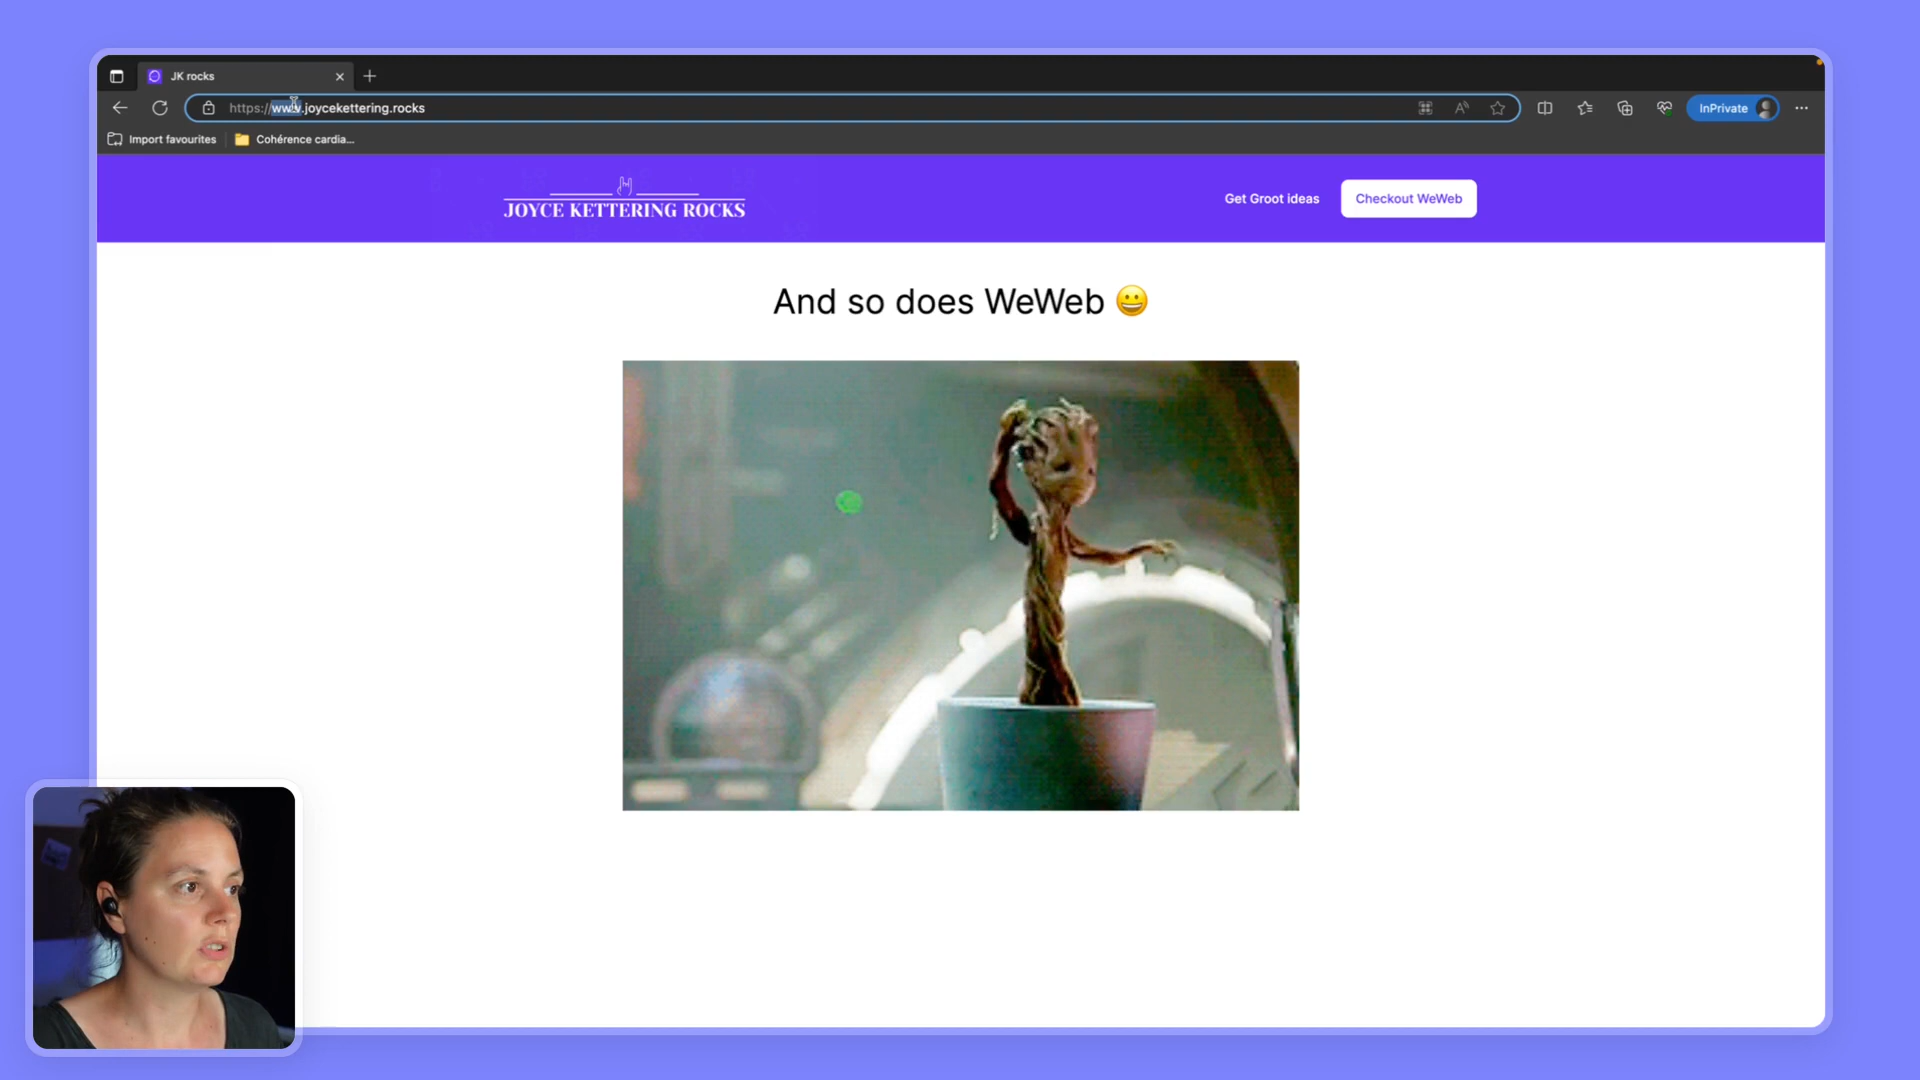 JK rocks
https://www.joycekettering.rocks
InPrivate
Import favourites
Cohérence cardia...
JOYCE KETTERING ROCKS
Get Groot ideas
Checkout WeWeb
And so does WeWeb 😀